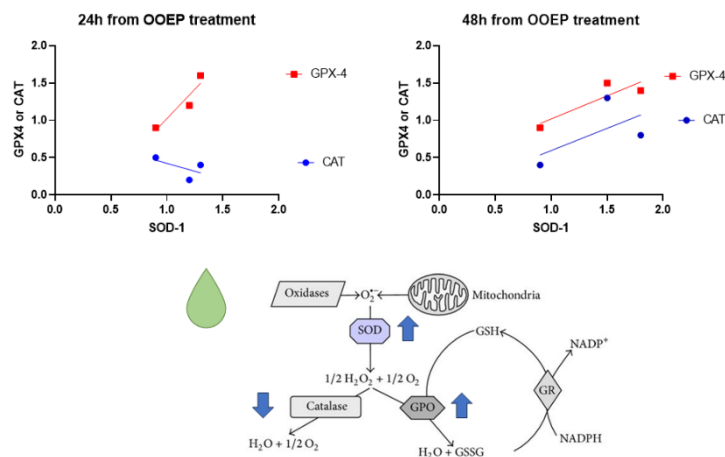 24h from OOEP treatment
GPX4 or CAT
2.0
1.5
1.0
0.5
0.0
0.0 0.5 1.0 1.5 2.0
SOD-1
GPX-4
CAT
48h from OOEP treatment
GPX4 or CAT
2.0
1.5
1.0
0.5
0.0
0.0 0.5 1.0 1.5 2.0
SOD-1
GPX-4
CAT
Oxidases O₂•− Mitochondria
SOD
GSH NADP⁺
1/2 H₂O₂ + 1/2 O₂
Catalase GPO GR
H₂O + 1/2 O₂ H₂O + GSSG NADPH